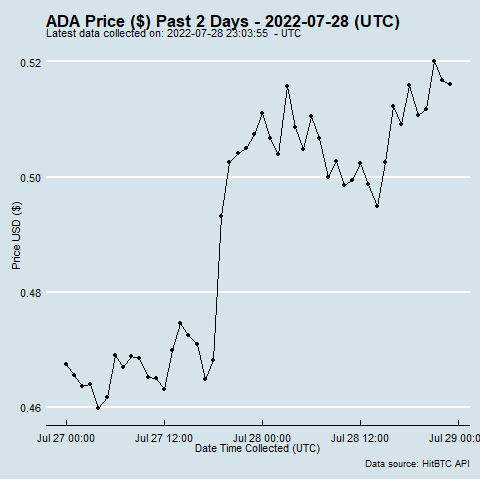 ADA Price ($) Past 2 Days - 2022-07-28 (UTC)
Latest data collected on: 2022-07-28 23:03:55 - UTC
0.52
0.50
0.48
0.46
Price USD ($)
Jul 27 00:00 Jul 27 12:00 Jul 28 00:00 Jul 28 12:00 Jul 29 00:0
Date Time Collected (UTC)
Data source: HitBTC API